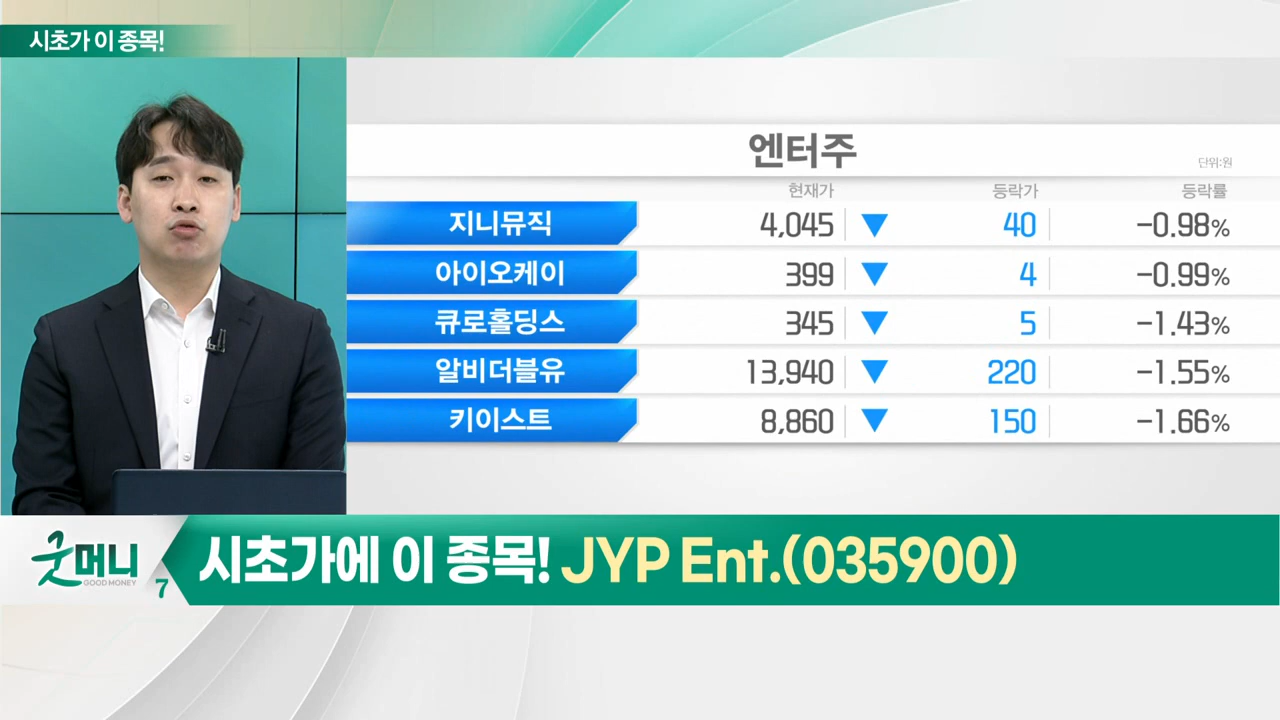 시초가 이 종목!
엔터주
단위:원
현재가 등락가 등락률
지니뮤직 4,045 ▼ 40 -0.98%
아이오케이 399 ▼ 4 -0.99%
큐로홀딩스 345 ▼ 5 -1.43%
알비더블유 13,940 ▼ 220 -1.55%
키이스트 8,860 ▼ 150 -1.66%
굿머니
GOOD MONEY
7
시초가에 이 종목! JYP Ent.(035900)